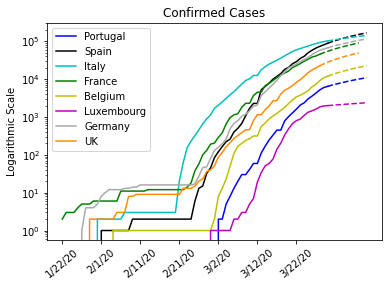 Confirmed Cases
Logarithmic Scale
10^5
10^4
10^3
10^2
10^1
10^0
Portugal
Spain
Italy
France
Belgium
Luxembourg
Germany
UK
1/22/20
2/1/20
2/11/20
2/21/20
3/2/20
3/12/20
3/22/20